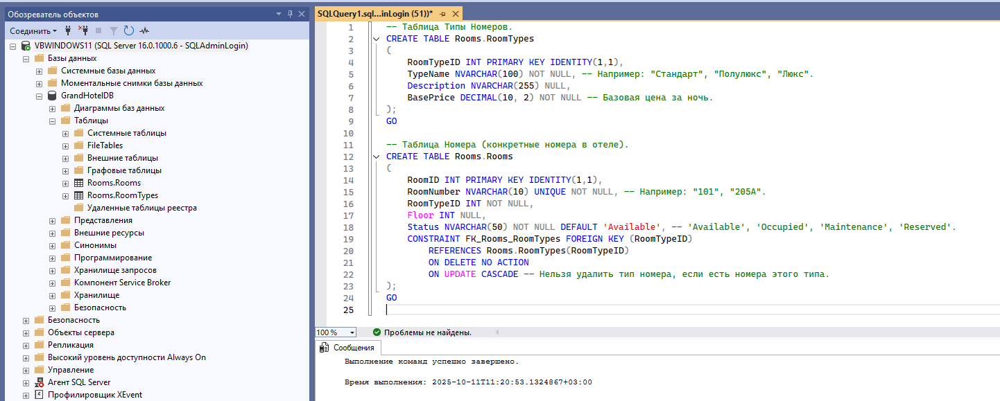 Обозреватель объектов
Соединить
VBWINDOWS11 (SQL Server 16.0.1000.6 - SQLAdminLogin)
Базы данных
Системные базы данных
Моментальные снимки базы данных
GrandHotelDB
Диаграммы баз данных
Таблицы
Системные таблицы
FileTables
Внешние таблицы
Графовые таблицы
Rooms.Rooms
Rooms.RoomTypes
Удаленные таблицы реестра
Представления
Внешние ресурсы
Синонимы
Программирование
Хранилище запросов
Компонент Service Broker
Хранилище
Безопасность
Безопасность
Объекты сервера
Репликация
Высокий уровень доступности Always On
Управление
Агент SQL Server
Профилировщик XEvent
SQLQuery1.sql...inLogin (51))*
1 -- Таблица Типы Номеров.
2 CREATE TABLE Rooms.RoomTypes
3 (
4 RoomTypeID INT PRIMARY KEY IDENTITY(1,1),
5 TypeName NVARCHAR(100) NOT NULL, -- Например: "Стандарт", "Полулюкс", "Люкс".
6 Description NVARCHAR(255) NULL,
7 BasePrice DECIMAL(10, 2) NOT NULL -- Базовая цена за ночь.
8 );
9 GO
10
11 -- Таблица Номера (конкретные номера в отеле).
12 CREATE TABLE Rooms.Rooms
13 (
14 RoomID INT PRIMARY KEY IDENTITY(1,1),
15 RoomNumber NVARCHAR(10) UNIQUE NOT NULL, -- Например: "101", "205A".
16 RoomTypeID INT NOT NULL,
17 Floor INT NULL,
18 Status NVARCHAR(50) NOT NULL DEFAULT 'Available', -- 'Available', 'Occupied', 'Maintenance', 'Reserved'.
19 CONSTRAINT FK_Rooms_RoomTypes FOREIGN KEY (RoomTypeID)
20 REFERENCES Rooms.RoomTypes(RoomTypeID)
21 ON DELETE NO ACTION
22 ON UPDATE CASCADE -- Нельзя удалить тип номера, если есть номера этого типа.
23 );
24 GO
25
100 %
Проблемы не найдены.
Сообщения
Выполнение команд успешно завершено.
Время выполнения: 2025-10-11T11:20:53.1324867+03:00